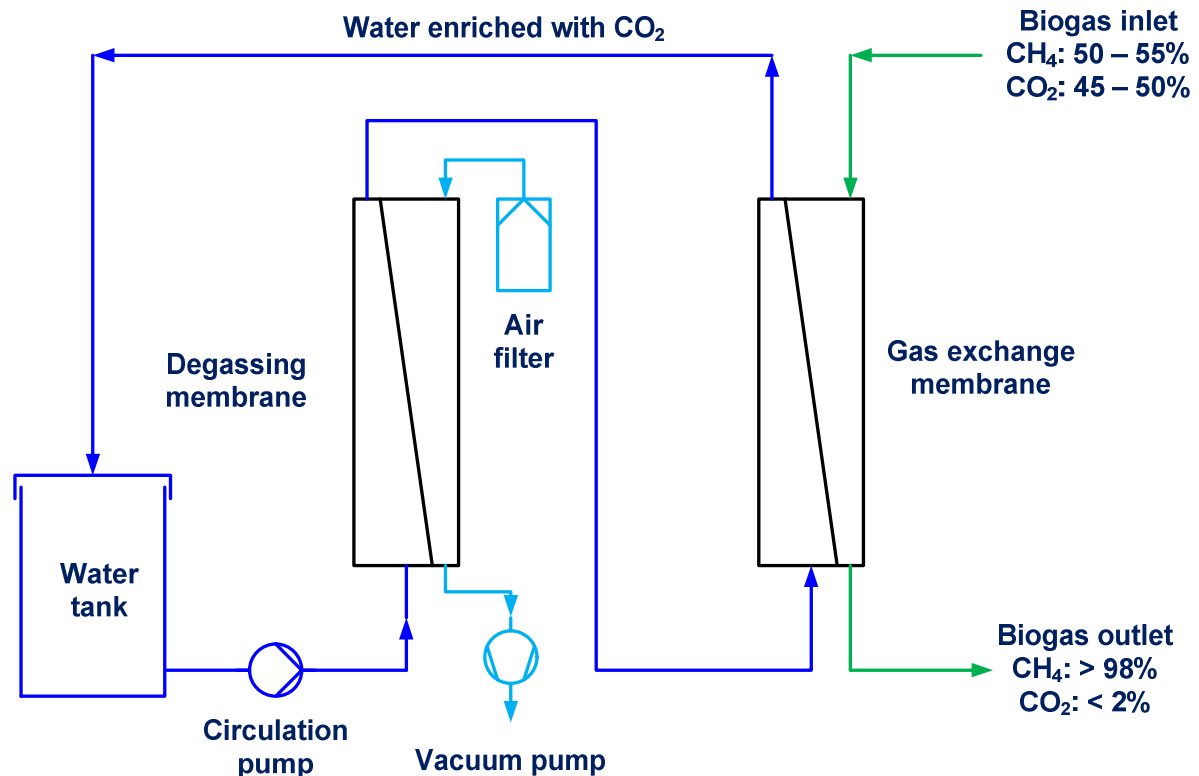 Water enriched with CO₂
Biogas inlet
CH₄: 50 – 55%
CO₂: 45 – 50%
Air
filter
Degassing
membrane
Gas exchange
membrane
Water
tank
Biogas outlet
CH₄: > 98%
CO₂: < 2%
Circulation
pump
Vacuum pump